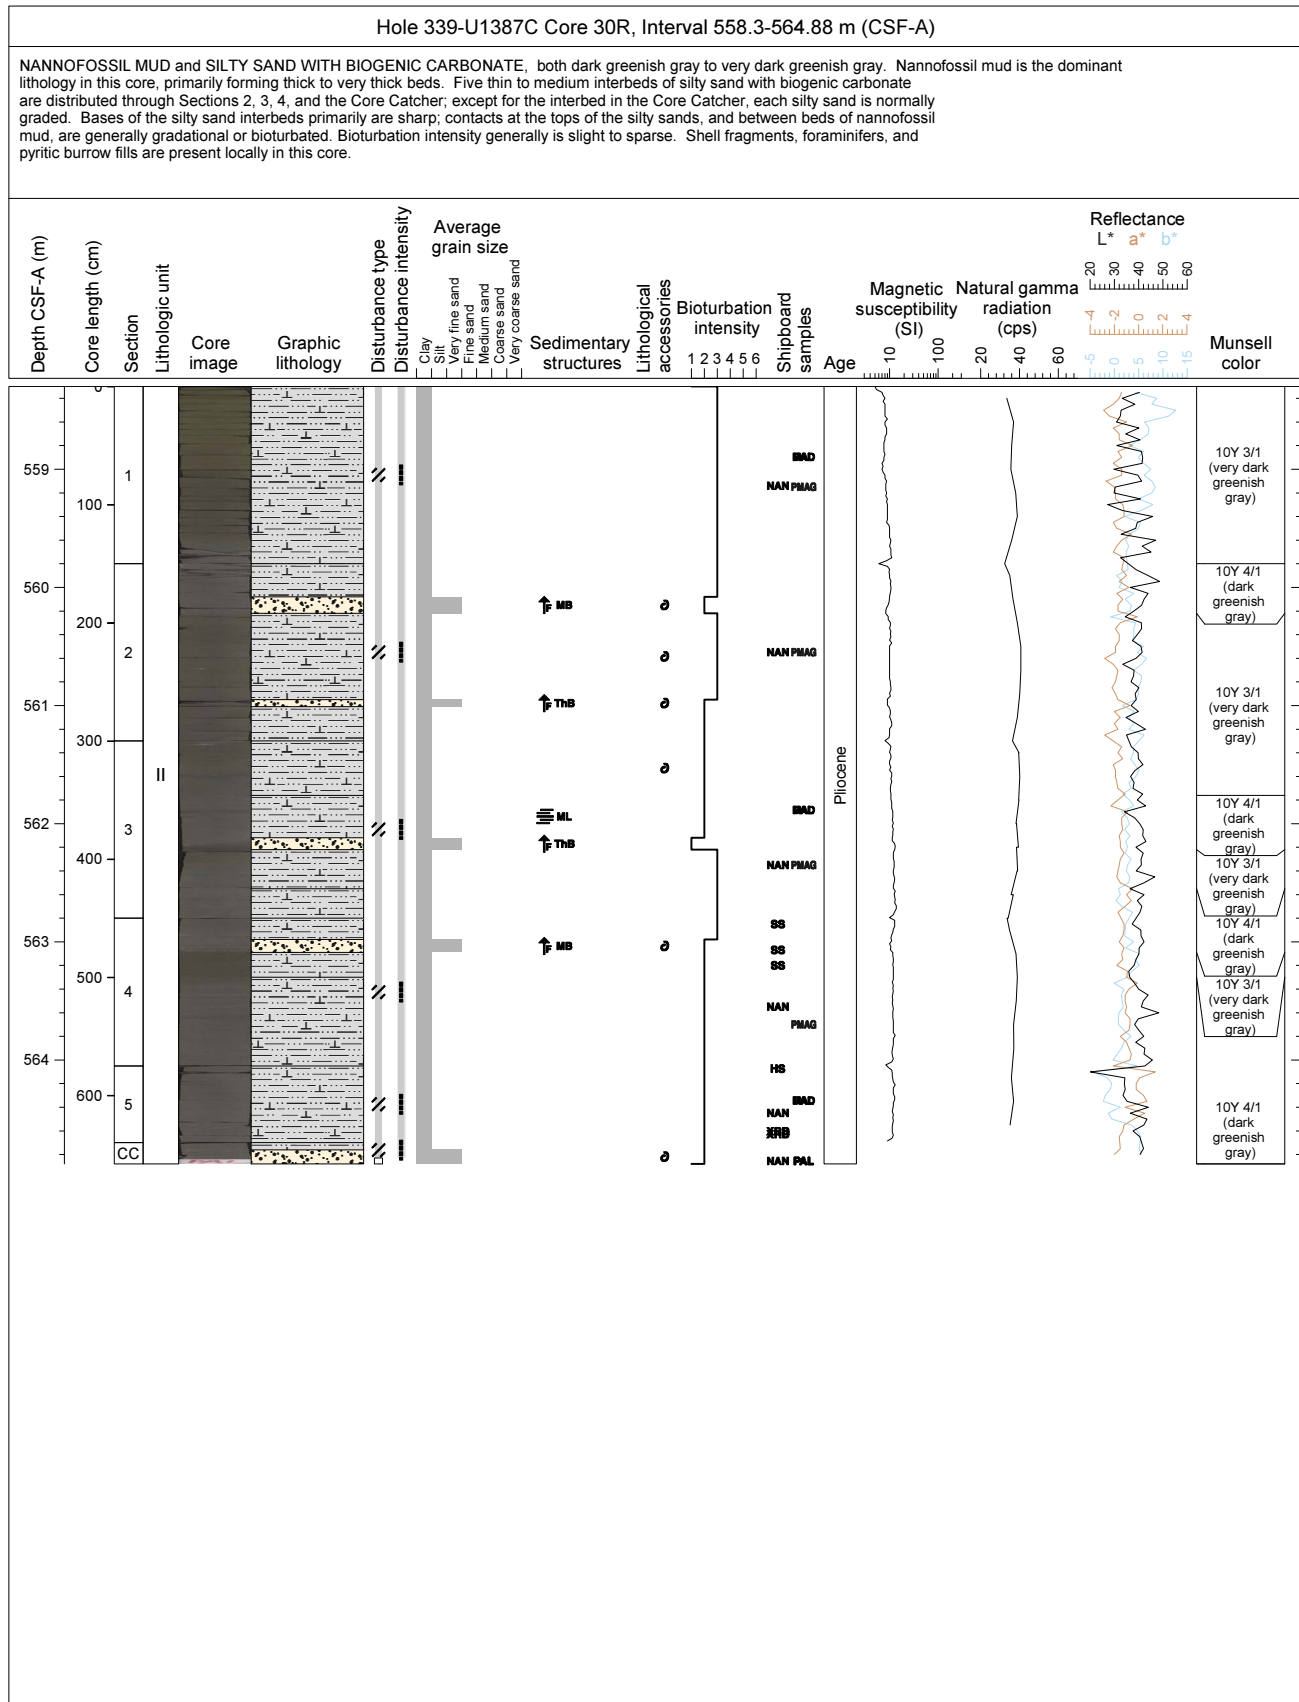 Hole 339-U1387C Core 30R, Interval 558.3-564.88 m (CSF-A)
NANNOFOSSIL MUD and SILTY SAND WITH BIOGENIC CARBONATE, both dark greenish gray to very dark greenish gray. Nannofossil mud is the dominant
lithology in this core, primarily forming thick to very thick beds. Five thin to medium interbeds of silty sand with biogenic carbonate
are distributed through Sections 2, 3, 4, and the Core Catcher; except for the interbed in the Core Catcher, each silty sand is normally
graded. Bases of the silty sand interbeds primarily are sharp; contacts at the tops of the silty sands, and between beds of nannofossil
mud, are generally gradational or bioturbated. Bioturbation intensity generally is slight to sparse. Shell fragments, foraminifers, and
pyritic burrow fills are present locally in this core.
Depth CSF-A (m)
Core length (cm)
Section
Lithologic unit
Core
image
Graphic
lithology
Disturbance type
Disturbance intensity
Average
grain size
Clay
Silt
Very fine sand
Fine sand
Medium sand
Coarse sand
Very coarse sand
Sedimentary
structures
Lithological
accessories
Bioturbation
intensity
1 2 3 4 5 6
Shipboard
samples
Age
Magnetic
susceptibility
(SI)
10 100
Natural gamma
radiation
(cps)
20 40 60
Reflectance
L* a* b*
20 30 40 50 60
-4 -2 0 2 4
-5 0 5 10 15
Munsell
color
0
100
200
300
400
500
600
559
560
561
562
563
564
1
2
3
4
5
CC
II
F MB
F ThB
ML
F ThB
F MB
NAN PMAG
NAN PMAG
NAN PMAG
SS
SS
SS
NAN
PMAG
HS
NAN
NAN PAL
Pliocene
10Y 3/1
(very dark
greenish
gray)
10Y 4/1
(dark
greenish
gray)
10Y 3/1
(very dark
greenish
gray)
10Y 4/1
(dark
greenish
gray)
10Y 3/1
(very dark
greenish
gray)
10Y 4/1
(dark
greenish
gray)
10Y 3/1
(very dark
greenish
gray)
10Y 4/1
(dark
greenish
gray)